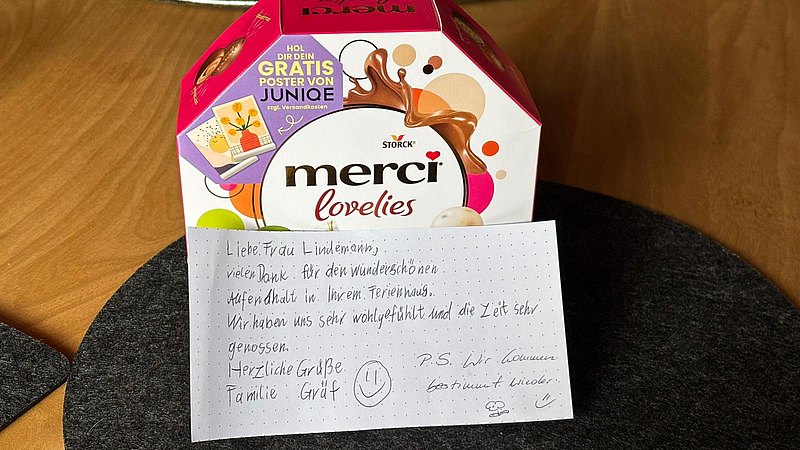 merci
HOL
DIR DEIN
GRATIS
POSTER VON
JUNIQE
zzgl. Versandkosten
STORCK
merci
lovelies
Liebe Frau Lindemann,
vielen Dank für den wunderschönen
Aufendhalt in Ihrem Ferienhaus.
Wir haben uns sehr wohlgefühlt und die Zeit sehr
genossen.
Herzliche Grüße
Familie Gräf
P.S. Wir kommen
bestimmt wieder.